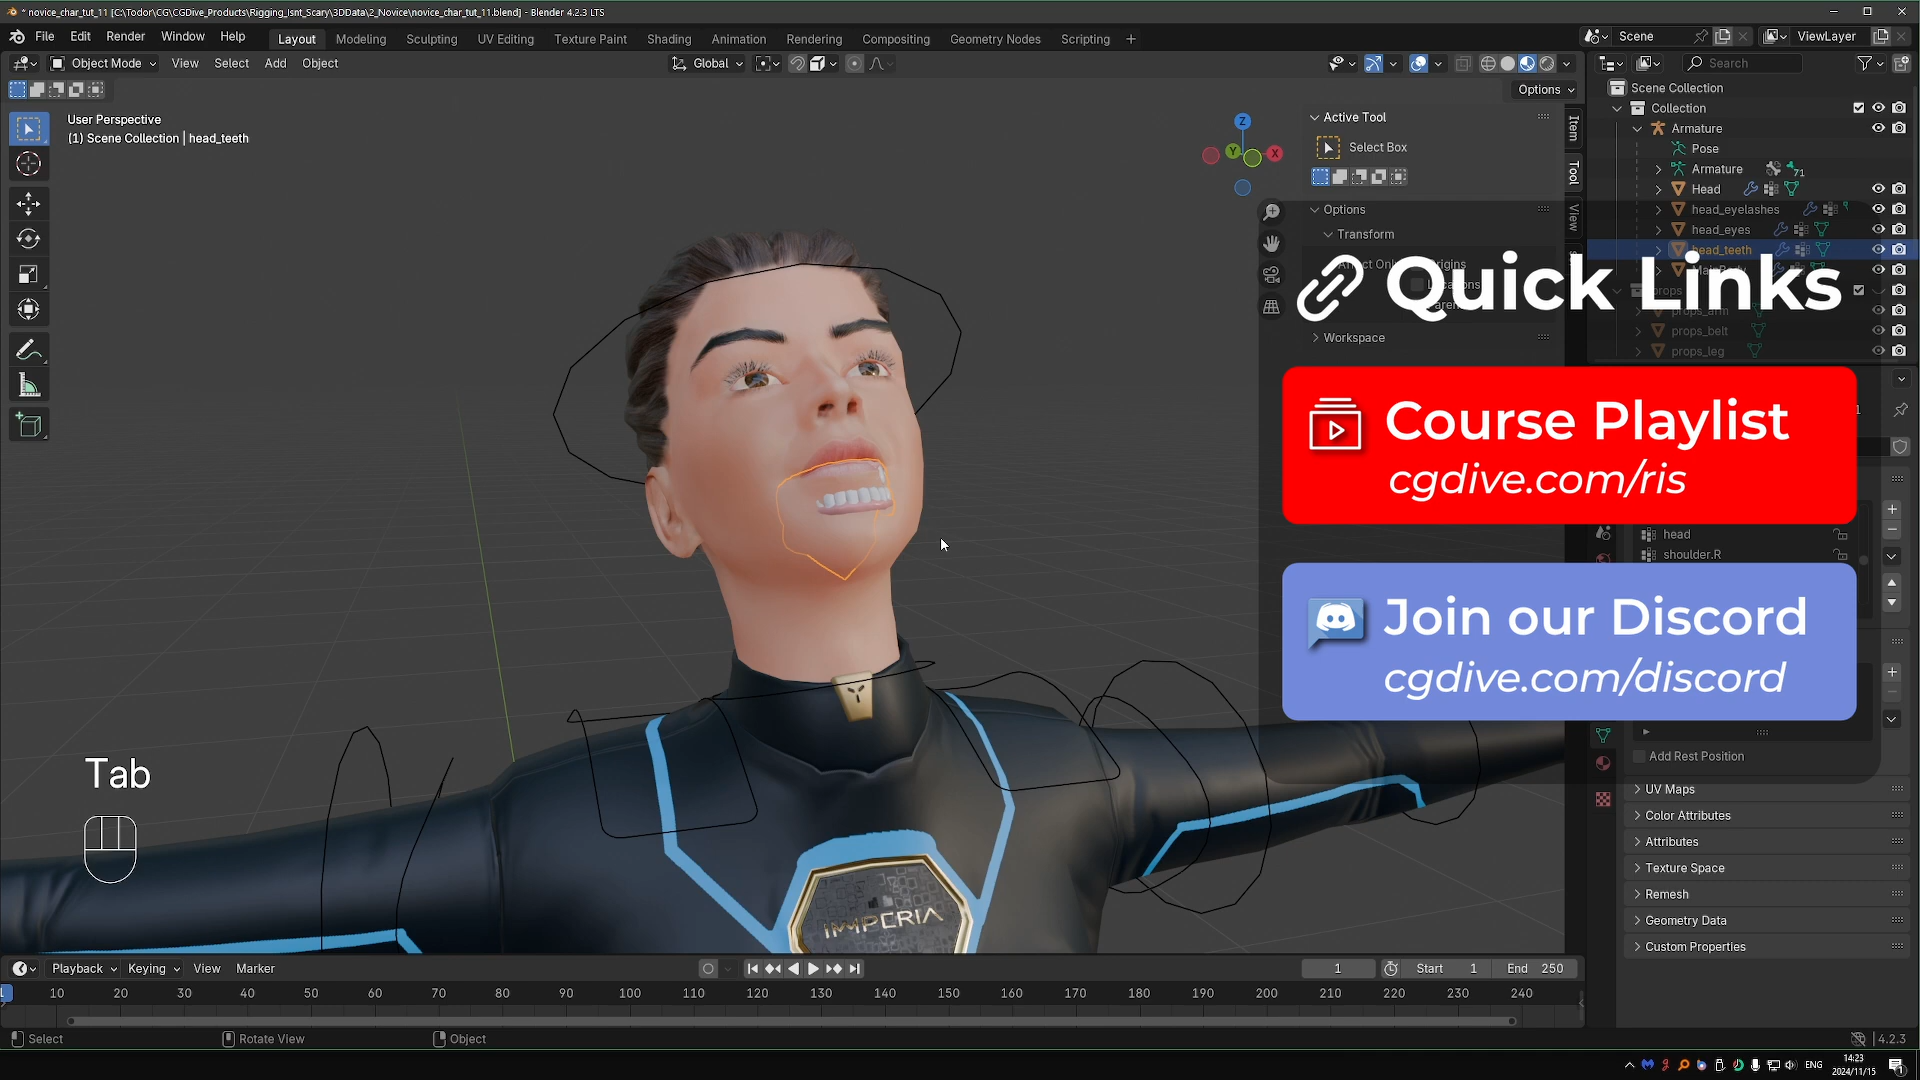 * novice_char_tut_11 [C:\Todor\CG\CGDive_Products\Rigging_Isnt_Scary\3DData\2_Novice\novice_char_tut_11.blend] - Blender 4.2.3 LTS
File Edit Render Window Help Layout Modeling Sculpting UV Editing Texture Paint Shading Animation Rendering Compositing Geometry Nodes Scripting + Scene ViewLayer
Object Mode View Select Add Object Global Search
Options
User Perspective
(1) Scene Collection | head_teeth
Z
Y
X
Active Tool
Select Box
Options
Transform
Workspace
Item
Tool
View
Scene Collection
Collection
Armature
Pose
Armature 71
Head
head_eyelashes
head_eyes
head_teeth
props_arm
props_belt
props_leg
Quick Links
Course Playlist
cgdive.com/ris
head
shoulder.R
Join our Discord
cgdive.com/discord
Add Rest Position
UV Maps
Color Attributes
Attributes
Texture Space
Remesh
Geometry Data
Custom Properties
Tab
IMPERIA
Playback Keying View Marker 1 Start 1 End 250
1 10 20 30 40 50 60 70 80 90 100 110 120 130 140 150 160 170 180 190 200 210 220 230 240
Select Rotate View Object 4.2.3
ENG 14:23
2024/11/15